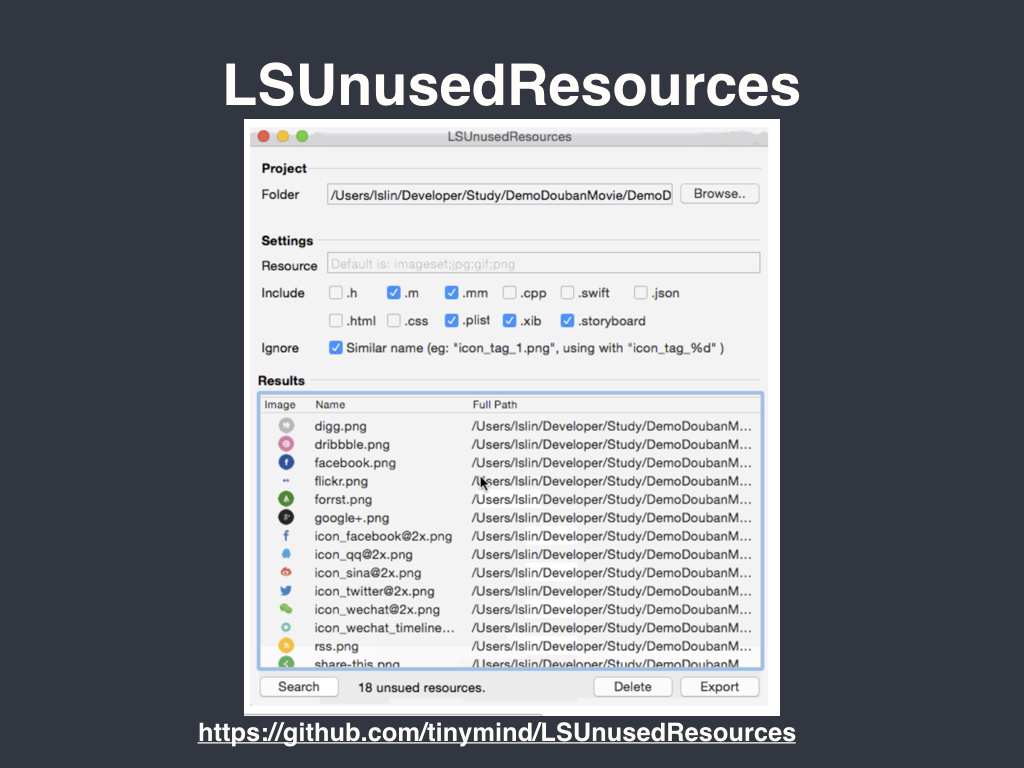 LSUnusedResources
LSUnusedResources
Project
Folder /Users/lslin/Developer/Study/DemoDoubanMovie/DemoD Browse..
Settings
Resource Default is: imageset;jpg;gif;png
Include .h .m .mm .cpp .swift .json
.html .css .plist .xib .storyboard
Ignore Similar name (eg: "icon_tag_1.png", using with "icon_tag_%d" )
Results
Image Name Full Path
digg.png /Users/lslin/Developer/Study/DemoDoubanM...
dribbble.png /Users/lslin/Developer/Study/DemoDoubanM...
facebook.png /Users/lslin/Developer/Study/DemoDoubanM...
flickr.png /Users/lslin/Developer/Study/DemoDoubanM...
forrst.png /Users/lslin/Developer/Study/DemoDoubanM...
google+.png /Users/lslin/Developer/Study/DemoDoubanM...
icon_facebook@2x.png /Users/lslin/Developer/Study/DemoDoubanM...
icon_qq@2x.png /Users/lslin/Developer/Study/DemoDoubanM...
icon_sina@2x.png /Users/lslin/Developer/Study/DemoDoubanM...
icon_twitter@2x.png /Users/lslin/Developer/Study/DemoDoubanM...
icon_wechat@2x.png /Users/lslin/Developer/Study/DemoDoubanM...
icon_wechat_timeline... /Users/lslin/Developer/Study/DemoDoubanM...
rss.png /Users/lslin/Developer/Study/DemoDoubanM...
share-this.png /Users/lslin/Developer/Study/DemoDoubanM...
Search 18 unsued resources. Delete Export
https://github.com/tinymind/LSUnusedResources